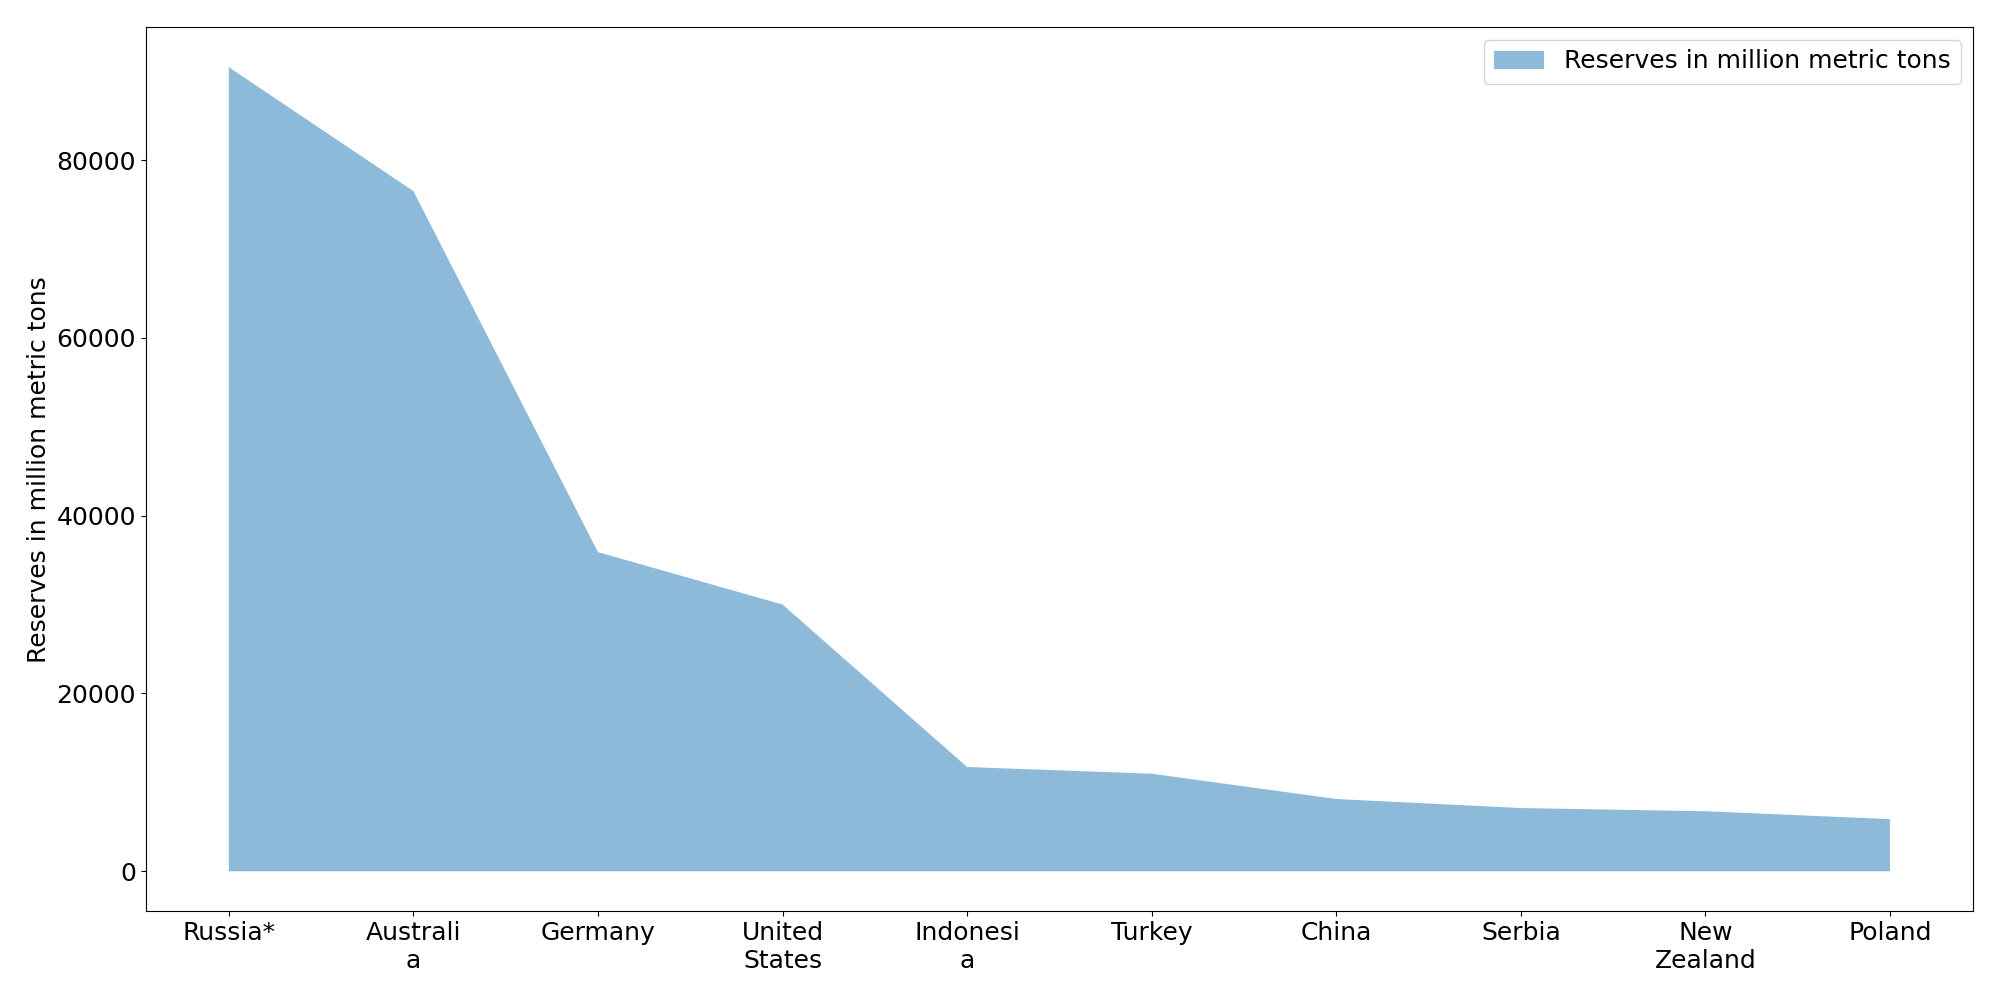 Reserves in million metric tons
80000
60000
40000
20000
0
Reserves in million metric tons
Russia*
Australi
a
Germany
United
States
Indonesi
a
Turkey
China
Serbia
New
Zealand
Poland